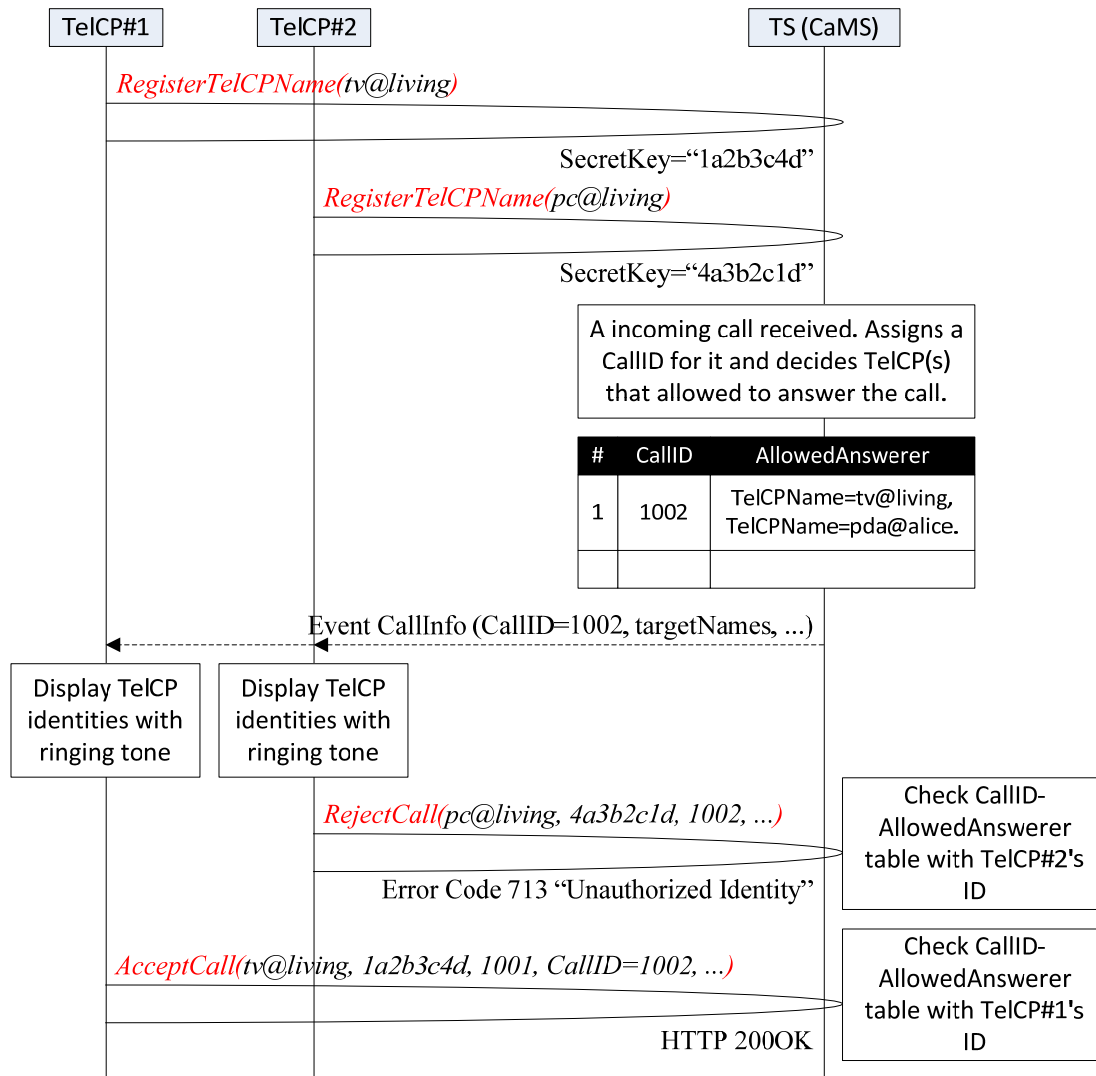 TelCP#1 TelCP#2 TS (CaMS)
RegisterTelCPName(tv@living)
SecretKey=“1a2b3c4d”
RegisterTelCPName(pc@living)
SecretKey=“4a3b2c1d”
A incoming call received. Assigns a
CallID for it and decides TelCP(s)
that allowed to answer the call.
# CallID AllowedAnswerer
1 1002 TelCPName=tv@living,
TelCPName=pda@alice.
Event CallInfo (CallID=1002, targetNames, ...)
Display TelCP
identities with
ringing tone
Display TelCP
identities with
ringing tone
RejectCall(pc@living, 4a3b2c1d, 1002, ...)
Check CallID-
AllowedAnswerer
table with TelCP#2's
ID
Error Code 713 “Unauthorized Identity”
AcceptCall(tv@living, 1a2b3c4d, 1001, CallID=1002, ...)
Check CallID-
AllowedAnswerer
table with TelCP#1's
ID
HTTP 200OK